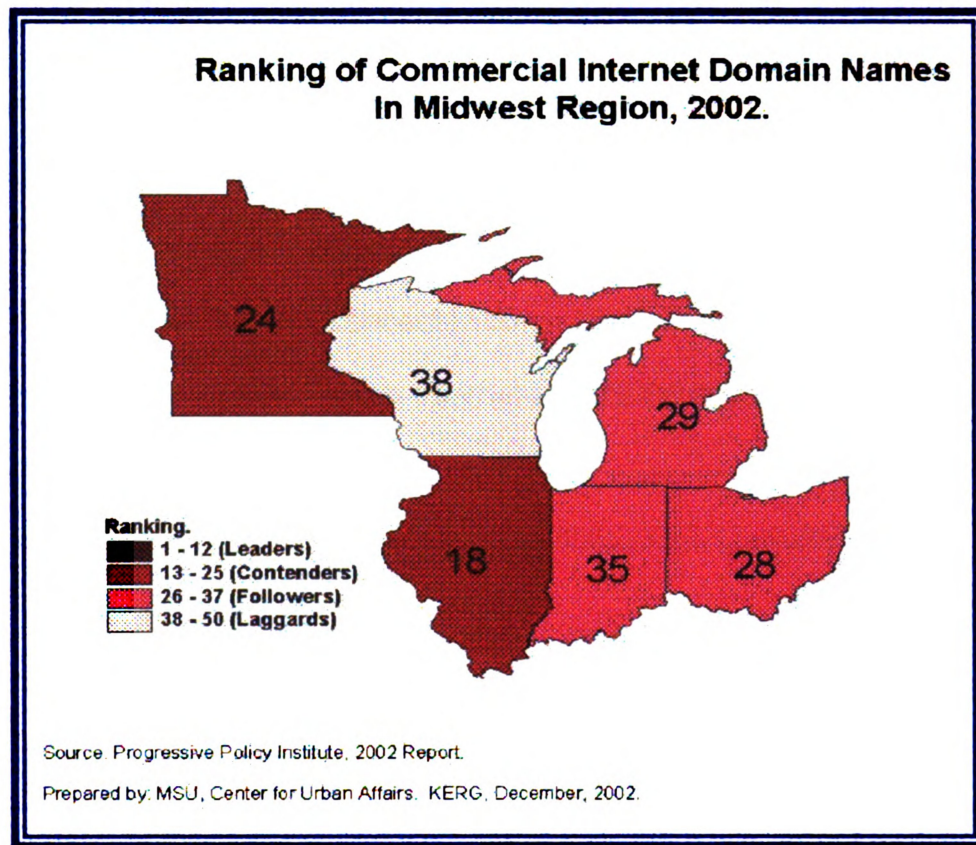 Ranking of Commercial Internet Domain Names
In Midwest Region, 2002.
24
38
29
18
35
28
Ranking.
1 - 12 (Leaders)
13 - 25 (Contenders)
26 - 37 (Followers)
38 - 50 (Laggards)
Source. Progressive Policy Institute, 2002 Report.
Prepared by: MSU, Center for Urban Affairs. KERG, December, 2002.